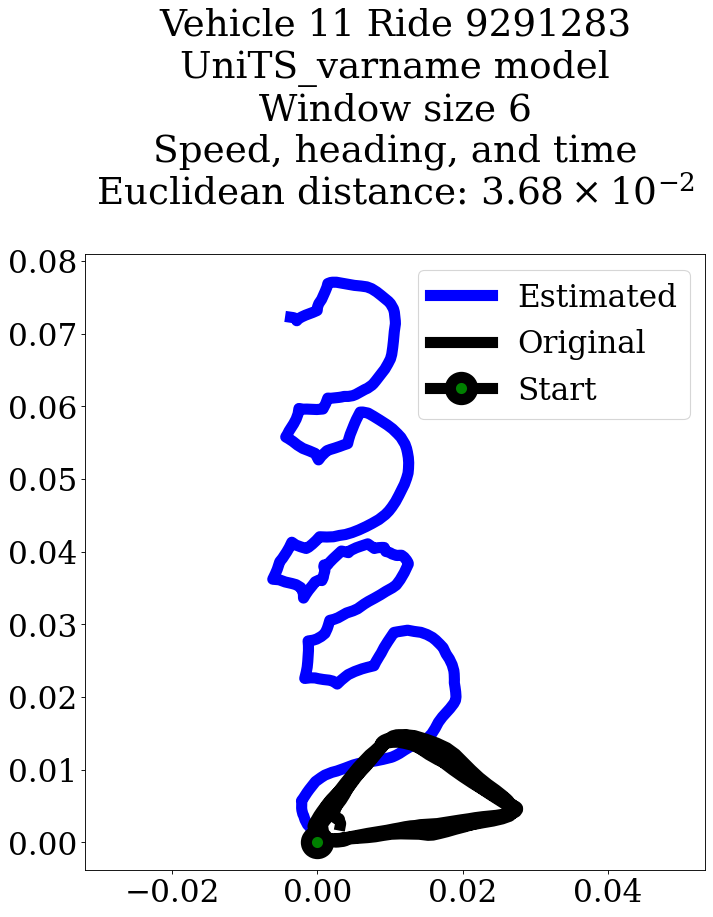 Vehicle 11 Ride 9291283
UniTS_varname model
Window size 6
Speed, heading, and time
Euclidean distance: $3.68 \times 10^{-2}$
Estimated
Original
Start
0.08
0.07
0.06
0.05
0.04
0.03
0.02
0.01
0.00
−0.02 0.00 0.02 0.04